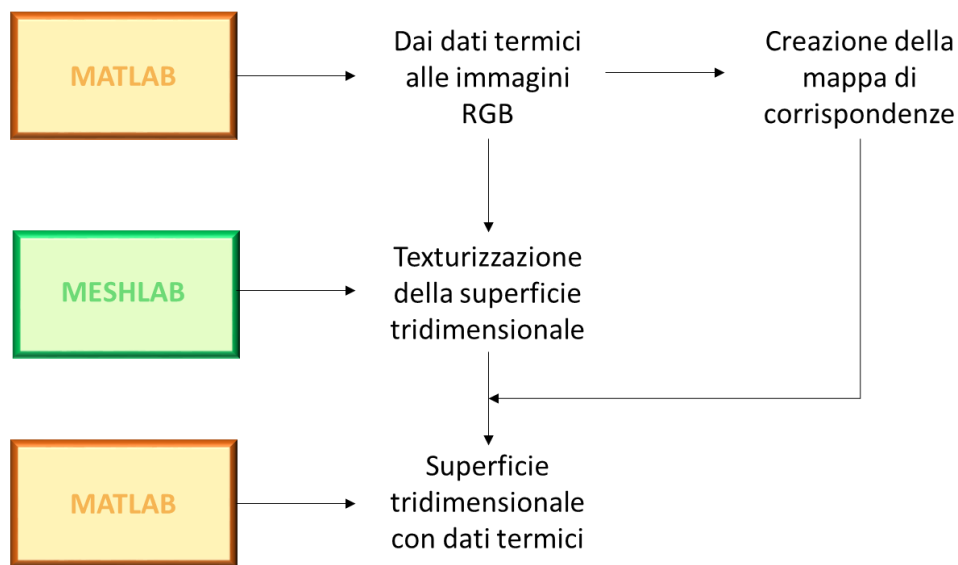 MATLAB
Dai dati termici
alle immagini
RGB
Creazione della
mappa di
corrispondenze
MESHLAB
Texturizzazione
della superficie
tridimensionale
MATLAB
Superficie
tridimensionale
con dati termici